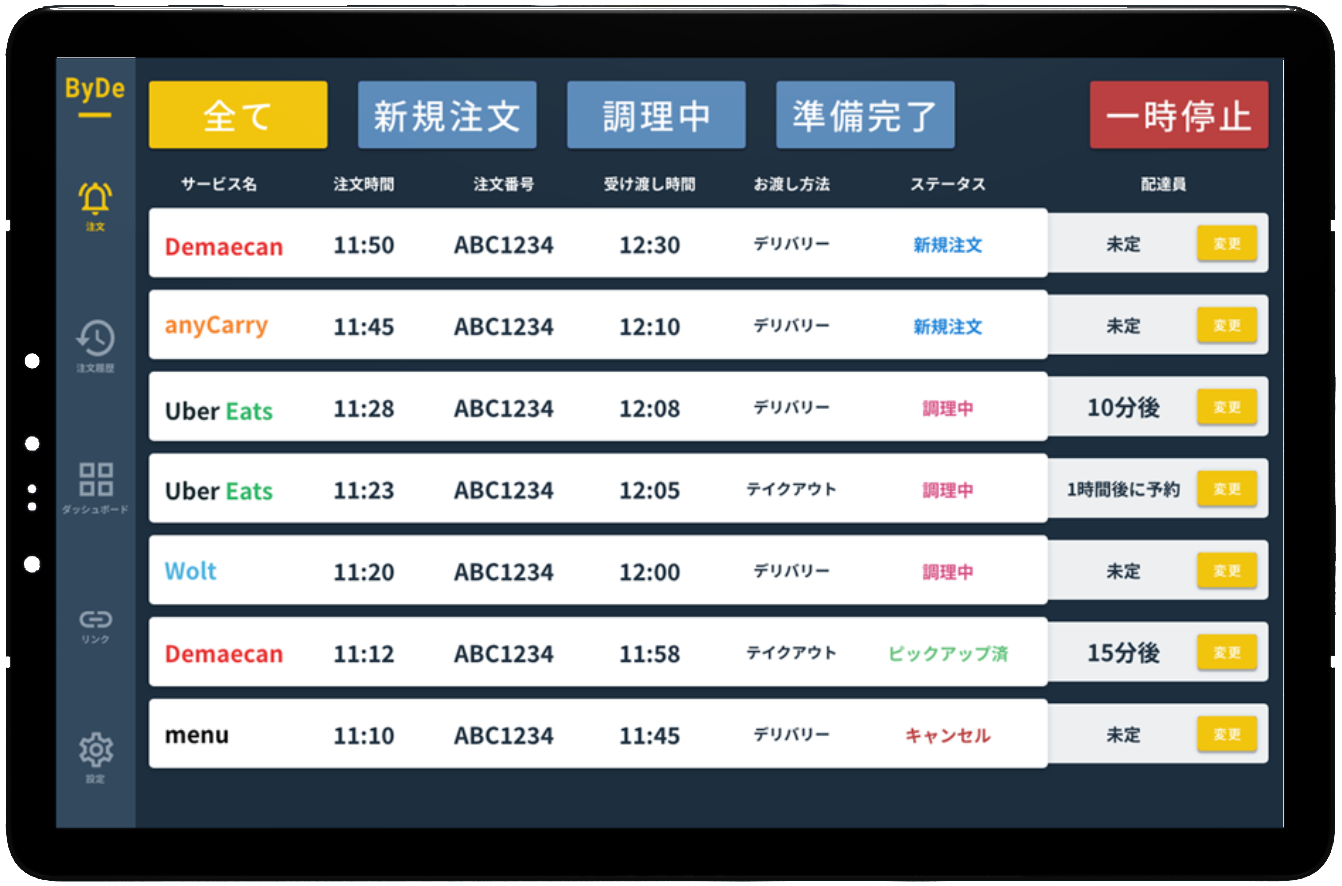 ByDe
全て 新規注文 調理中 準備完了 一時停止
サービス名 注文時間 注文番号 受け渡し時間 お渡し方法 ステータス 配達員
注文
Demaecan 11:50 ABC1234 12:30 デリバリー 新規注文 未定 変更
anyCarry 11:45 ABC1234 12:10 デリバリー 新規注文 未定 変更
注文履歴
Uber Eats 11:28 ABC1234 12:08 デリバリー 調理中 10分後 変更
Uber Eats 11:23 ABC1234 12:05 テイクアウト 調理中 1時間後に予約 変更
ダッシュボード
Wolt 11:20 ABC1234 12:00 デリバリー 調理中 未定 変更
リンク
Demaecan 11:12 ABC1234 11:58 テイクアウト ピックアップ済 15分後 変更
menu 11:10 ABC1234 11:45 デリバリー キャンセル 未定 変更
設定